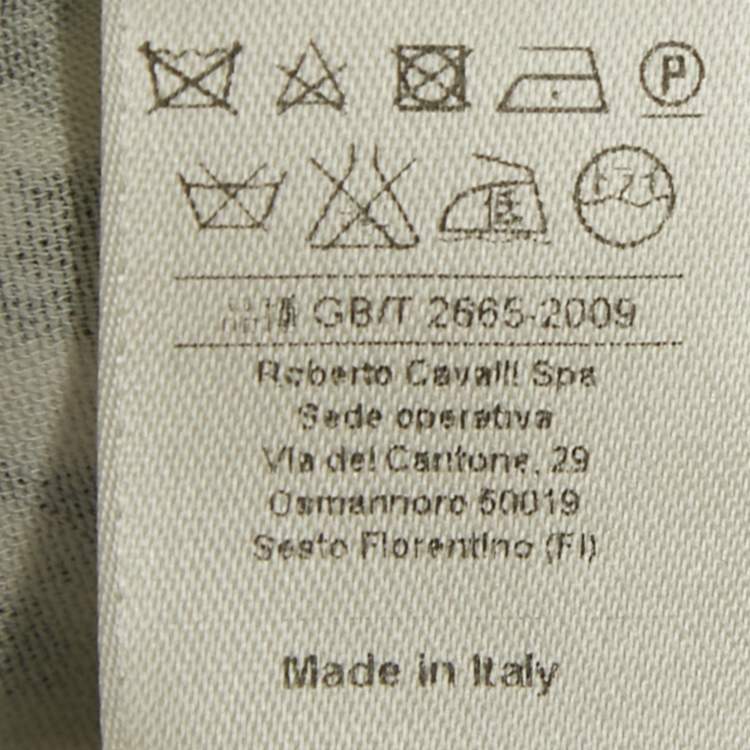 P
GB/T 2665-2009
Roberto Cavalli Spa
Sede operativa
Via del Cantone, 29
Osmannoro 50019
Sesto Fiorentino (FI)
Made in Italy